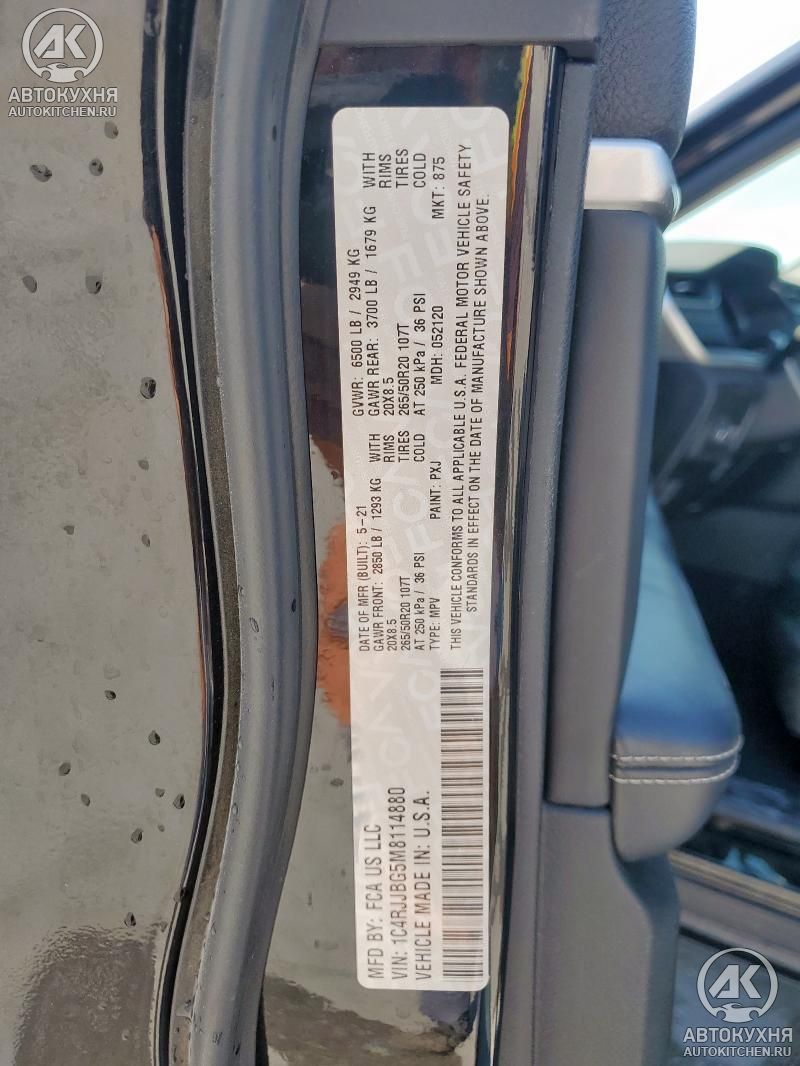 AK
АВТОКУХНЯ
AUTOKITCHEN.RU
MFD BY: FCA US LLC
VIN: 1C4RJJBG5M8114880
VEHICLE MADE IN: U.S.A.
DATE OF MFR (BUILT): 5-21
GVWR: 6500 LB / 2949 KG
GAWR FRONT: 2850 LB / 1293 KG WITH
20X8.5 RIMS
265/50R20 107T TIRES
AT 250 kPa / 36 PSI COLD
GAWR REAR: 3700 LB / 1679 KG WITH
20X8.5 RIMS
265/50R20 107T TIRES
AT 250 kPa / 36 PSI COLD
TYPE: MPV PAINT: PXJ MDH: 052120 MKT: 875
THIS VEHICLE CONFORMS TO ALL APPLICABLE U.S.A. FEDERAL MOTOR VEHICLE SAFETY
STANDARDS IN EFFECT ON THE DATE OF MANUFACTURE SHOWN ABOVE.
AK
АВТОКУХНЯ
AUTOKITCHEN.RU